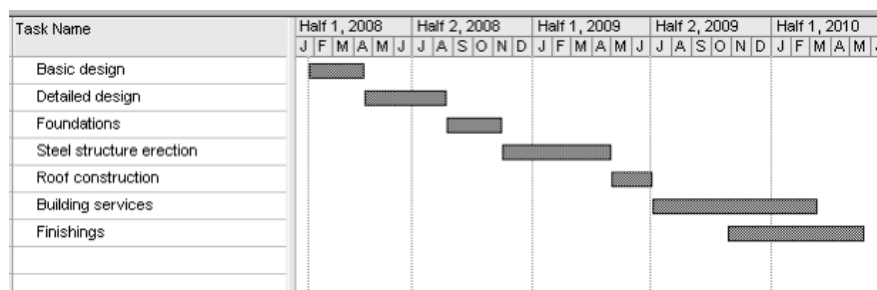 Task Name
Half 1, 2008 Half 2, 2008 Half 1, 2009 Half 2, 2009 Half 1, 2010
J F M A M J J A S O N D J F M A M J J A S O N D J F M A M J
Basic design
Detailed design
Foundations
Steel structure erection
Roof construction
Building services
Finishings